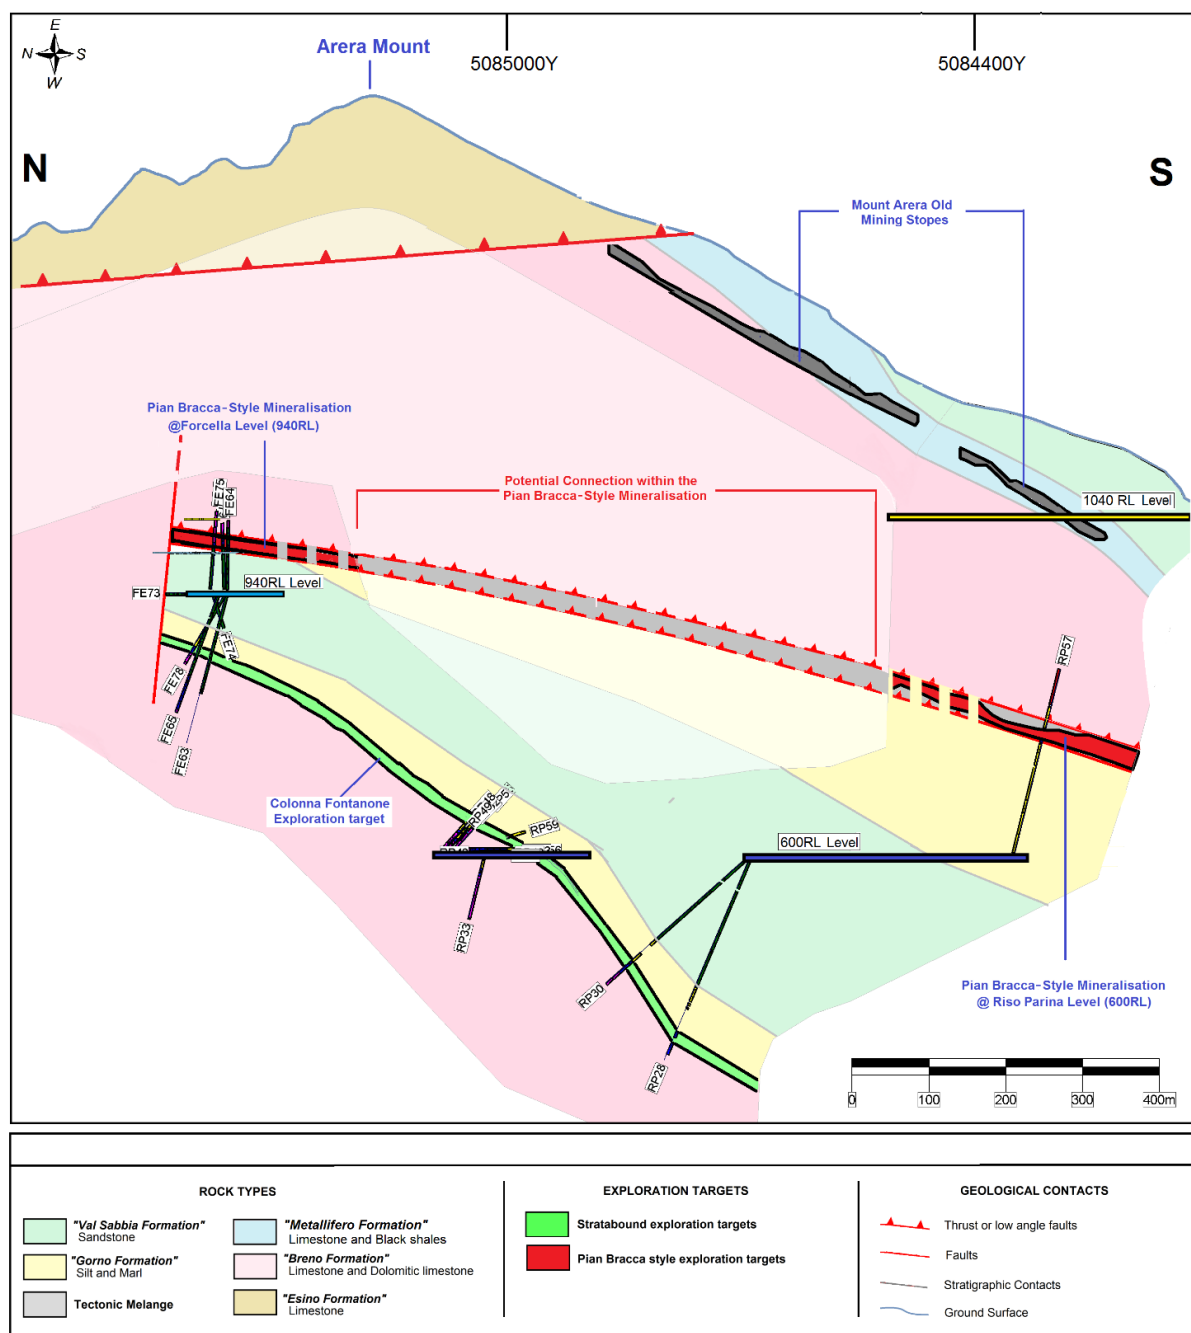 E
N
S
W
Arera Mount
5085000Y
5084400Y
N
S
Mount Arera Old
Mining Stopes
Pian Bracca-Style Mineralisation
@Forcella Level (940RL)
Potential Connection within the
Pian Bracca-Style Mineralisation
1040 RL Level
FE75
FE64
940RL Level
FE73
FE74
FE78
FE65
FE63
RP57
Colonna Fontanone
Exploration target
RP49
RP59
RP33
600RL Level
RP30
RP28
Pian Bracca-Style Mineralisation
@ Riso Parina Level (600RL)
0
100
200
300
400m
ROCK TYPES
"Val Sabbia Formation"
Sandstone
"Gorno Formation"
Silt and Marl
Tectonic Melange
"Metallifero Formation"
Limestone and Black shales
"Breno Formation"
Limestone and Dolomitic limestone
"Esino Formation"
Limestone
EXPLORATION TARGETS
Stratabound exploration targets
Pian Bracca style exploration targets
GEOLOGICAL CONTACTS
Thrust or low angle faults
Faults
Stratigraphic Contacts
Ground Surface